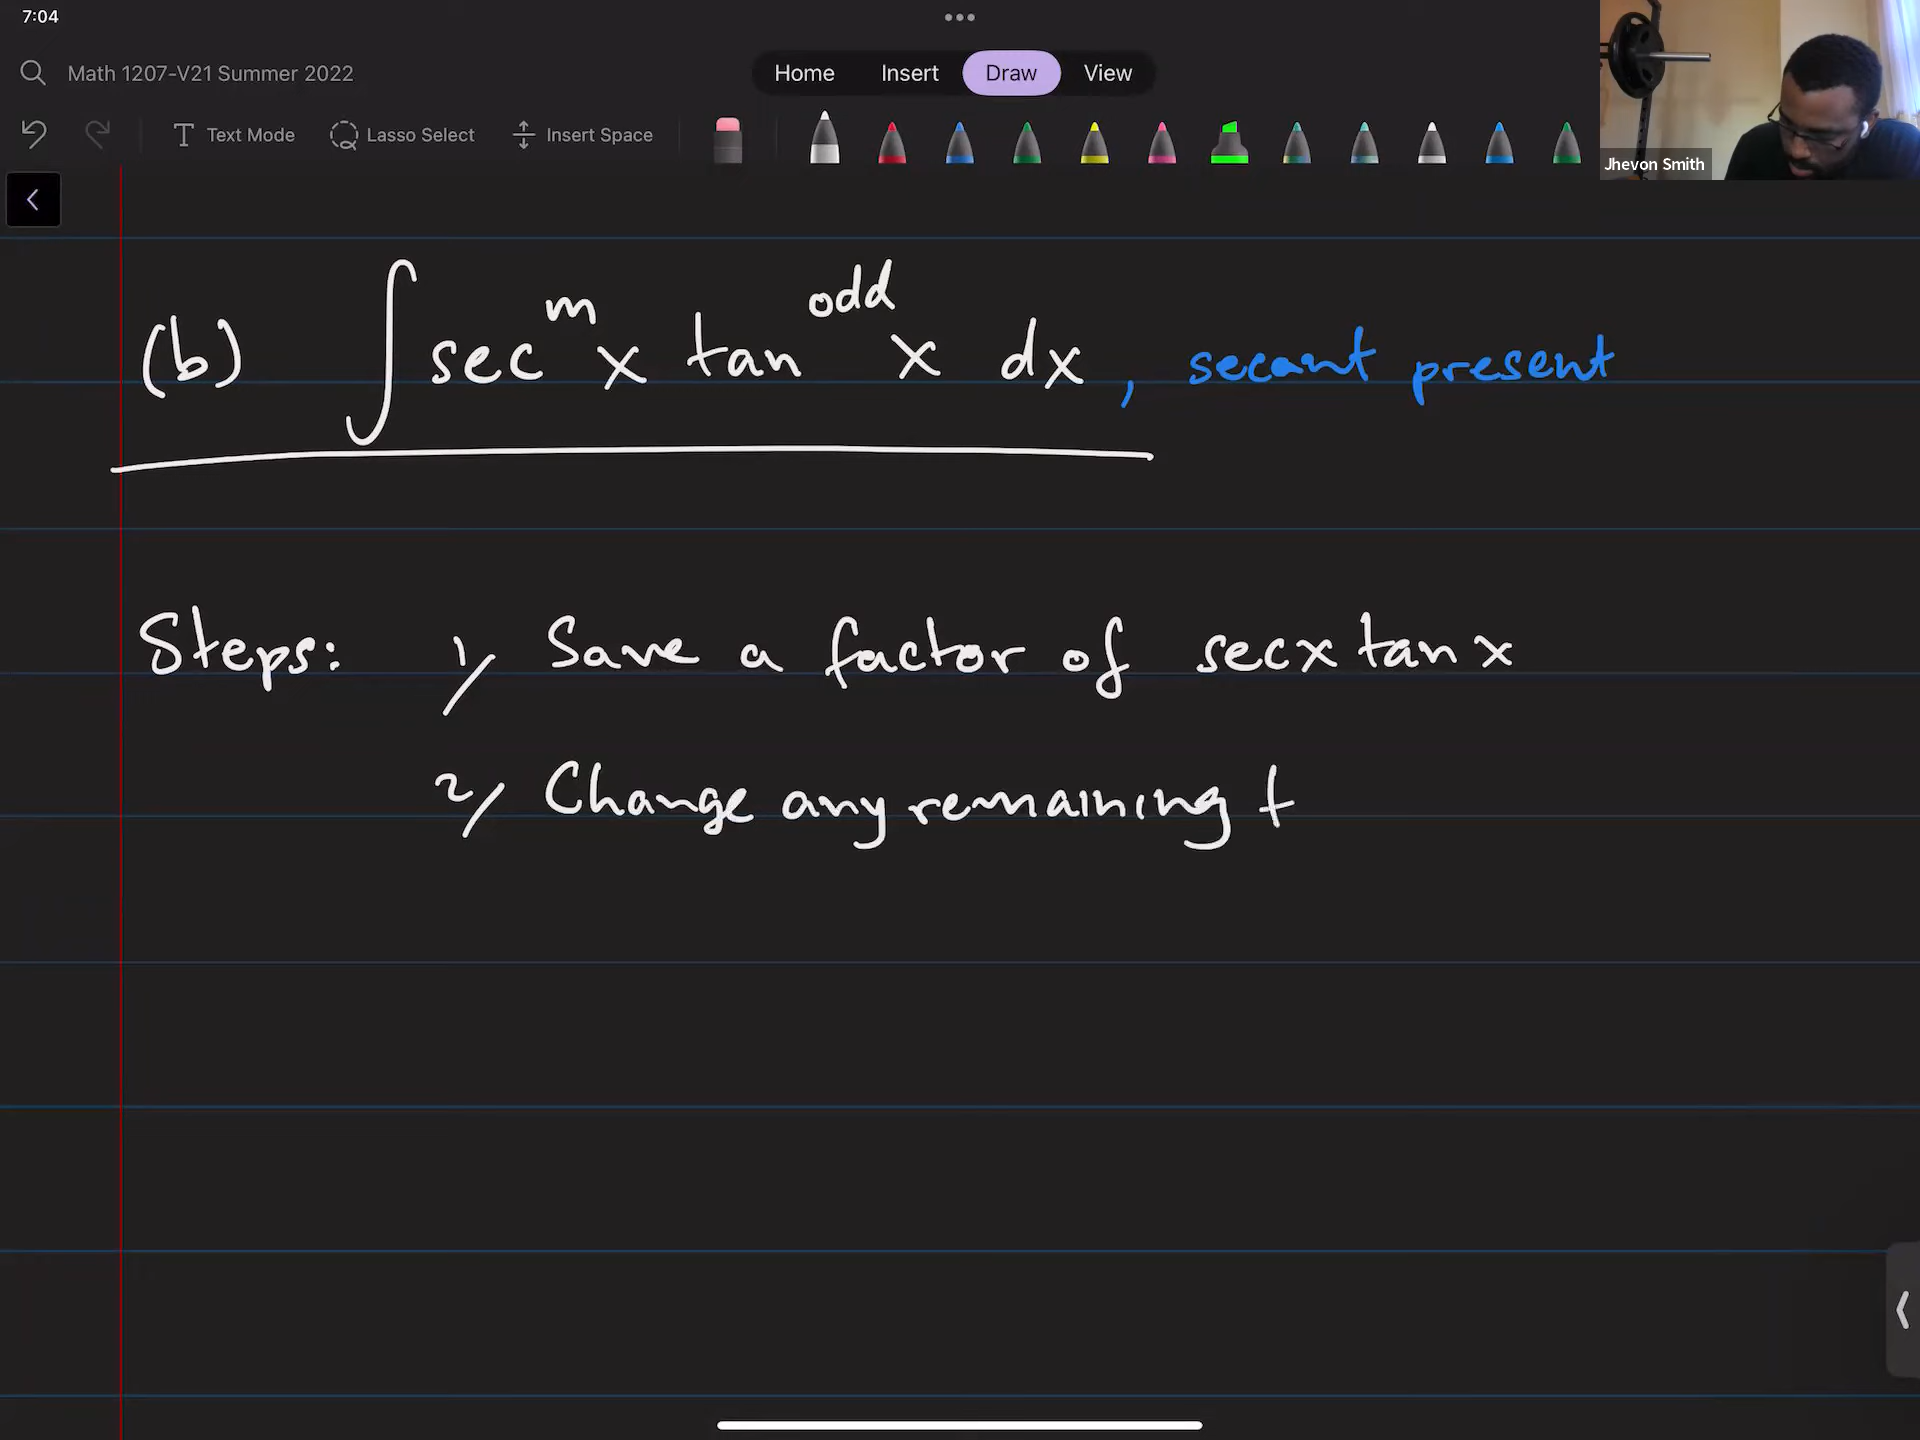 7:04
Math 1207-V21 Summer 2022
Home Insert Draw View
Text Mode Lasso Select Insert Space
Jhevon Smith
(b) ∫ sec^m x tan^odd x dx, secant present
Steps: 1/ Save a factor of secx tan x
2/ Change any remaining t